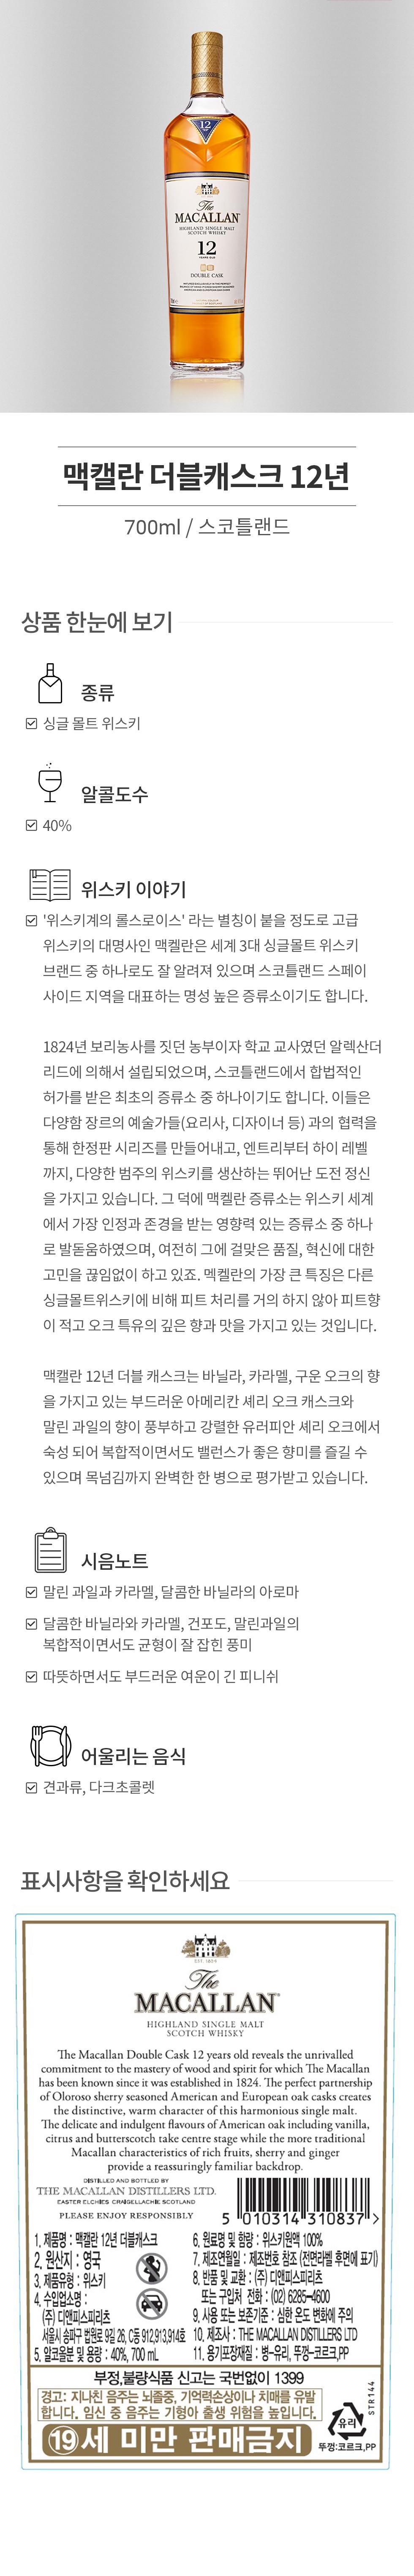 12
The
MACALLAN
HIGHLAND SINGLE MALT
SCOTCH WHISKY
12
YEARS OLD
DOUBLE CASK
맥캘란 더블캐스크 12년
700ml / 스코틀랜드
상품 한눈에 보기
종류
싱글 몰트 위스키
알콜도수
40%
위스키 이야기
'위스키계의 롤스로이스' 라는 별칭이 붙을 정도로 고급
위스키의 대명사인 맥켈란은 세계 3대 싱글몰트 위스키
브랜드 중 하나로도 잘 알려져 있으며 스코틀랜드 스페이
사이드 지역을 대표하는 명성 높은 증류소이기도 합니다.
1824년 보리농사를 짓던 농부이자 학교 교사였던 알렉산더
리드에 의해서 설립되었으며, 스코틀랜드에서 합법적인
허가를 받은 최초의 증류소 중 하나이기도 합니다. 이들은
다양함 장르의 예술가들(요리사, 디자이너 등) 과의 협력을
통해 한정판 시리즈를 만들어내고, 엔트리부터 하이 레벨
까지, 다양한 범주의 위스키를 생산하는 뛰어난 도전 정신
을 가지고 있습니다. 그 덕에 맥켈란 증류소는 위스키 세계
에서 가장 인정과 존경을 받는 영향력 있는 증류소 중 하나
로 발돋움하였으며, 여전히 그에 걸맞은 품질, 혁신에 대한
고민을 끊임없이 하고 있죠. 멕켈란의 가장 큰 특징은 다른
싱글몰트위스키에 비해 피트 처리를 거의 하지 않아 피트향
이 적고 오크 특유의 깊은 향과 맛을 가지고 있는 것입니다.
맥캘란 12년 더블 캐스크는 바닐라, 카라멜, 구운 오크의 향
을 가지고 있는 부드러운 아메리칸 셰리 오크 캐스크와
말린 과일의 향이 풍부하고 강렬한 유러피안 셰리 오크에서
숙성 되어 복합적이면서도 밸런스가 좋은 향미를 즐길 수
있으며 목넘김까지 완벽한 한 병으로 평가받고 있습니다.
시음노트
말린 과일과 카라멜, 달콤한 바닐라의 아로마
달콤한 바닐라와 카라멜, 건포도, 말린과일의
복합적이면서도 균형이 잘 잡힌 풍미
따뜻하면서도 부드러운 여운이 긴 피니쉬
어울리는 음식
견과류, 다크초콜렛
표시사항을 확인하세요
EST. 1824
The
MACALLAN
HIGHLAND SINGLE MALT
SCOTCH WHISKY
The Macallan Double Cask 12 years old reveals the unrivalled
commitment to the mastery of wood and spirit for which The Macallan
has been known since it was established in 1824. The perfect partnership
of Oloroso sherry seasoned American and European oak casks creates
the distinctive, warm character of this harmonious single malt.
The delicate and indulgent flavours of American oak including vanilla,
citrus and butterscotch take centre stage while the more traditional
Macallan characteristics of rich fruits, sherry and ginger
provide a reassuringly familiar backdrop.
DISTILLED AND BOTTLED BY
THE MACALLAN DISTILLERS LTD.
EASTER ELCHIES CRAIGELLACHIE SCOTLAND
PLEASE ENJOY RESPONSIBLY
5 010314 310837 >
1. 제품명 : 맥캘란 12년 더블캐스크
2. 원산지 : 영국
3. 제품유형 : 위스키
4. 수입업소명 :
(주) 디앤피스피리츠
서울시 송파구 법원로 9길 26, C동 912,913,914호
5. 알코올분 및 용량 : 40%, 700 mL
6. 원료명 및 함량 : 위스키원액 100%
7. 제조연월일 : 제조번호 참조 (전면라벨 후면에 표기)
8. 반품 및 교환 : (주) 디앤피스피리츠
또는 구입처 전화 : (02) 6285-4600
9. 사용 또는 보존기준 : 심한 온도 변화에 주의
10. 제조사 : THE MACALLAN DISTILLERS LTD
11. 용기포장재질 : 병-유리, 뚜껑-코르크,PP
부정,불량식품 신고는 국번없이 1399
경고: 지나친 음주는 뇌졸중, 기억력손상이나 치매를 유발
합니다. 임신 중 음주는 기형아 출생 위험을 높입니다.
19세 미만 판매금지
유리
뚜껑:코르크,PP
STR144